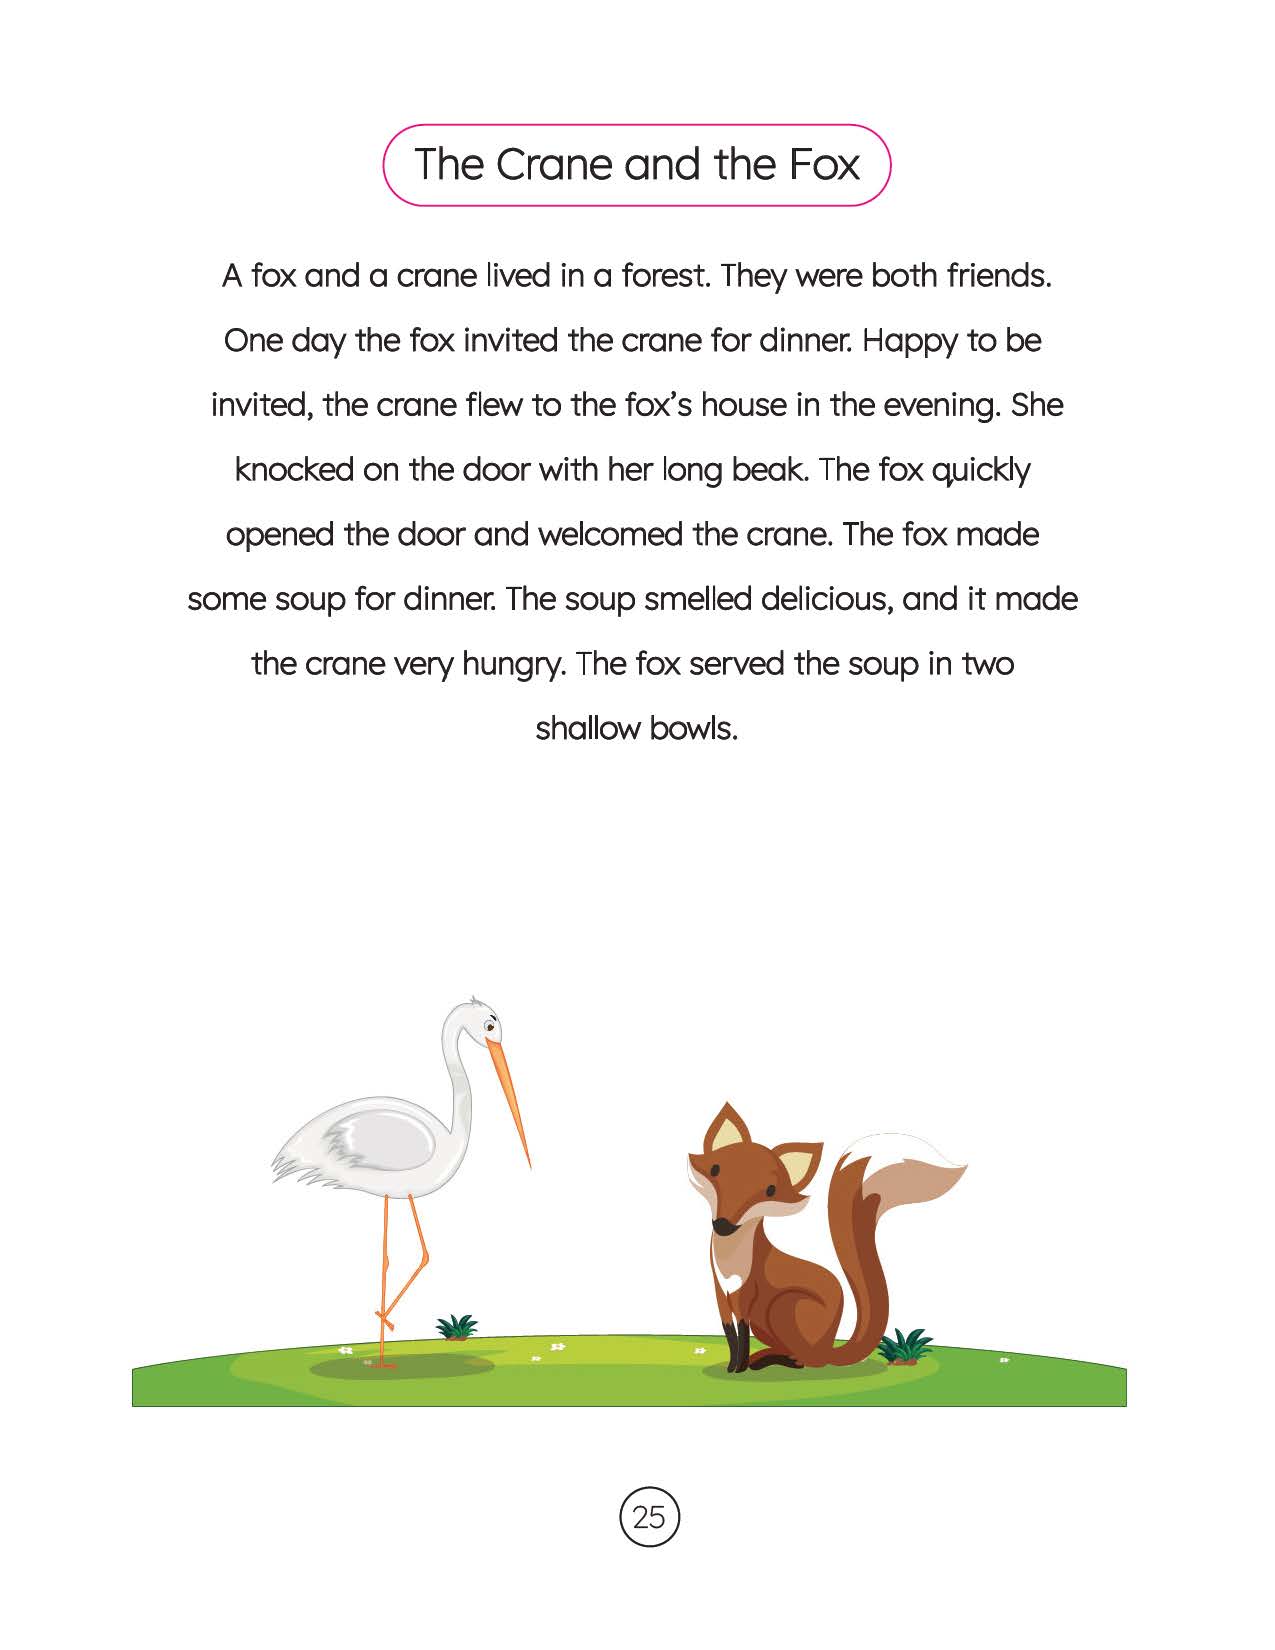 The Crane and the Fox
A fox and a crane lived in a forest. They were both friends.
One day the fox invited the crane for dinner. Happy to be
invited, the crane flew to the fox’s house in the evening. She
knocked on the door with her long beak. The fox quickly
opened the door and welcomed the crane. The fox made
some soup for dinner. The soup smelled delicious, and it made
the crane very hungry. The fox served the soup in two
shallow bowls.
25